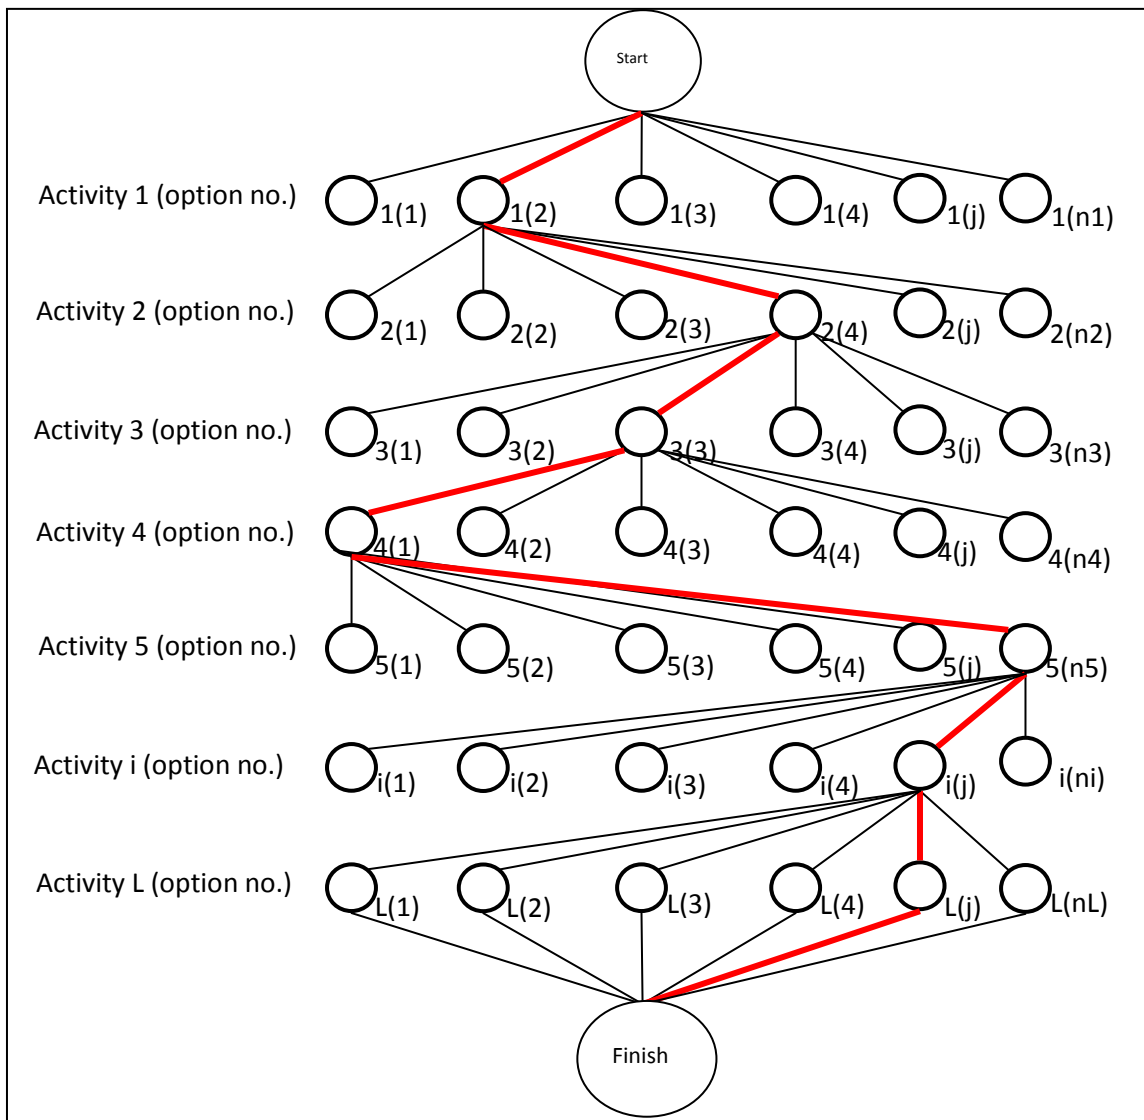 Start
Activity 1 (option no.) 1(1) 1(2) 1(3) 1(4) 1(j) 1(n1)
Activity 2 (option no.) 2(1) 2(2) 2(3) 2(4) 2(j) 2(n2)
Activity 3 (option no.) 3(1) 3(2) 3(3) 3(4) 3(j) 3(n3)
Activity 4 (option no.) 4(1) 4(2) 4(3) 4(4) 4(j) 4(n4)
Activity 5 (option no.) 5(1) 5(2) 5(3) 5(4) 5(j) 5(n5)
Activity i (option no.) i(1) i(2) i(3) i(4) i(j) i(ni)
Activity L (option no.) L(1) L(2) L(3) L(4) L(j) L(nL)
Finish